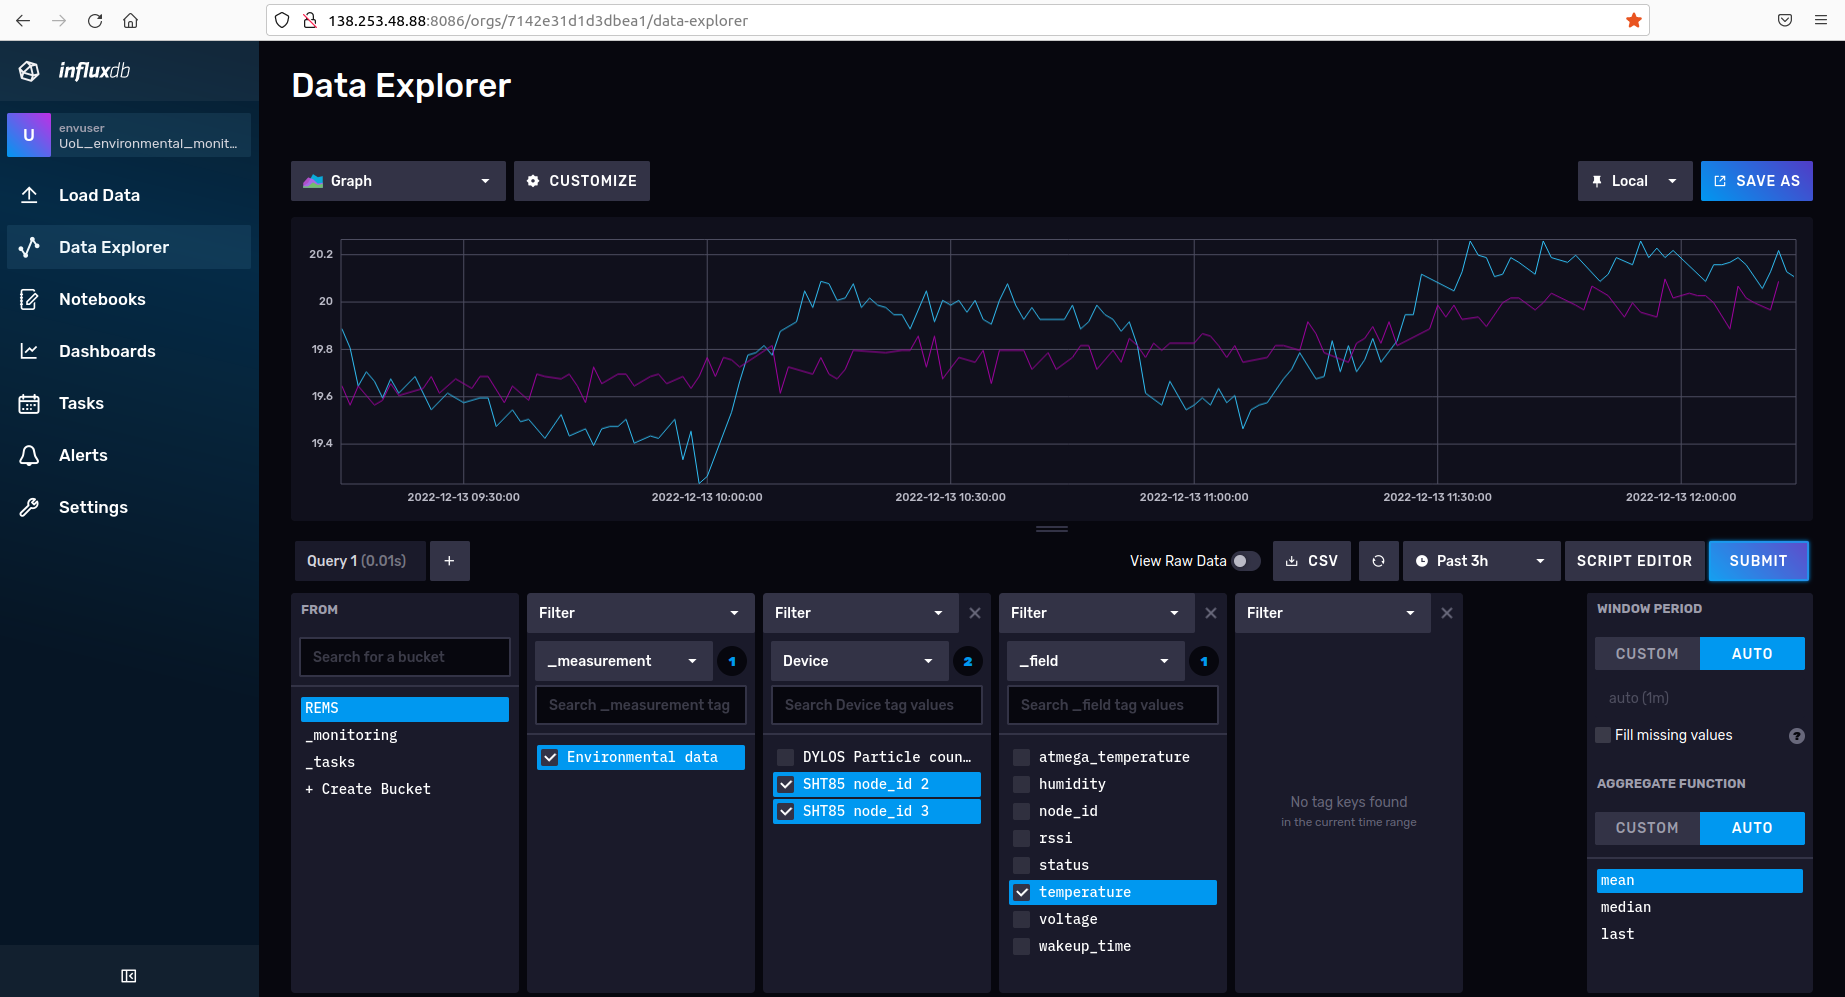 138.253.48.88:8086/orgs/7142e31d1d3dbea1/data-explorer
influxdb
U
envuser
UoL_environmental_monit...
Load Data
Data Explorer
Notebooks
Dashboards
Tasks
Alerts
Settings
Data Explorer
Graph
CUSTOMIZE
Local
SAVE AS
20.2
20
19.8
19.6
19.4
2022-12-13 09:30:00
2022-12-13 10:00:00
2022-12-13 10:30:00
2022-12-13 11:00:00
2022-12-13 11:30:00
2022-12-13 12:00:00
Query 1 (0.01s)
+
View Raw Data
CSV
Past 3h
SCRIPT EDITOR
SUBMIT
FROM
Search for a bucket
REMS
_monitoring
_tasks
+ Create Bucket
Filter
_measurement
1
Search _measurement tag
Environmental data
Filter
Device
2
Search Device tag values
DYLOS Particle coun…
SHT85 node_id 2
SHT85 node_id 3
Filter
_field
1
Search _field tag values
atmega_temperature
humidity
node_id
rssi
status
temperature
voltage
wakeup_time
Filter
No tag keys found
in the current time range
WINDOW PERIOD
CUSTOM
AUTO
auto (1m)
Fill missing values
?
AGGREGATE FUNCTION
CUSTOM
AUTO
mean
median
last